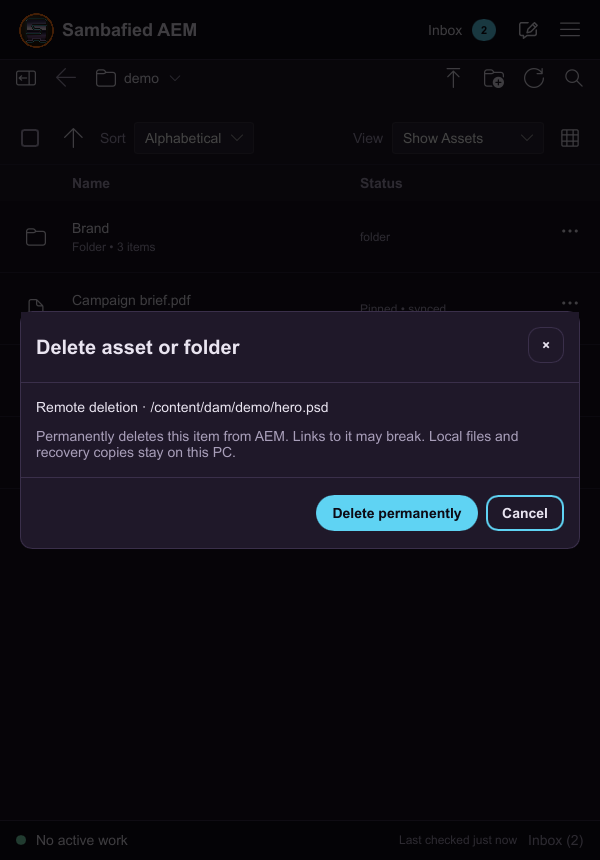 Sambafied AEM
Inbox 2
demo
Sort Alphabetical
View Show Assets
Name Status
Brand
Folder • 3 items
folder
Campaign brief.pdf
Pinned • synced
Delete asset or folder
×
Remote deletion · /content/dam/demo/hero.psd
Permanently deletes this item from AEM. Links to it may break. Local files and
recovery copies stay on this PC.
Delete permanently Cancel
No active work
Last checked just now Inbox (2)